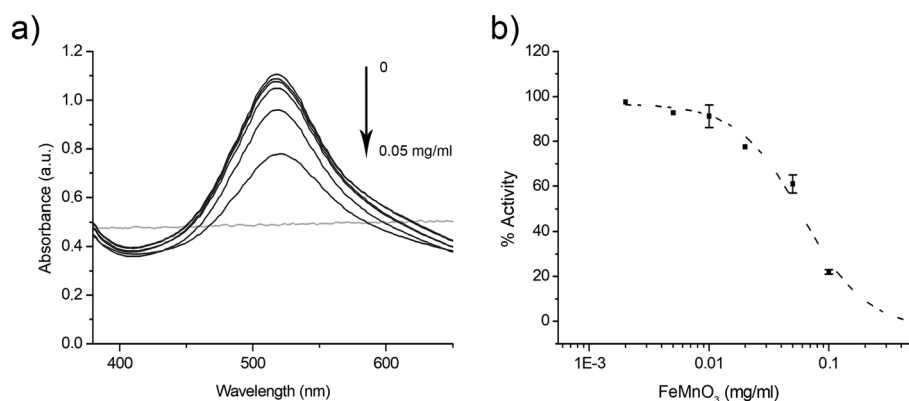 a)
1.2
1.0
0.8
0.6
0.4
0.2
0.0
Absorbance (a.u.)
400
500
600
Wavelength (nm)
0
0.05 mg/ml
b)
120
100
80
60
40
20
0
% Activity
1E-3
0.01
0.1
FeMnO₃ (mg/ml)